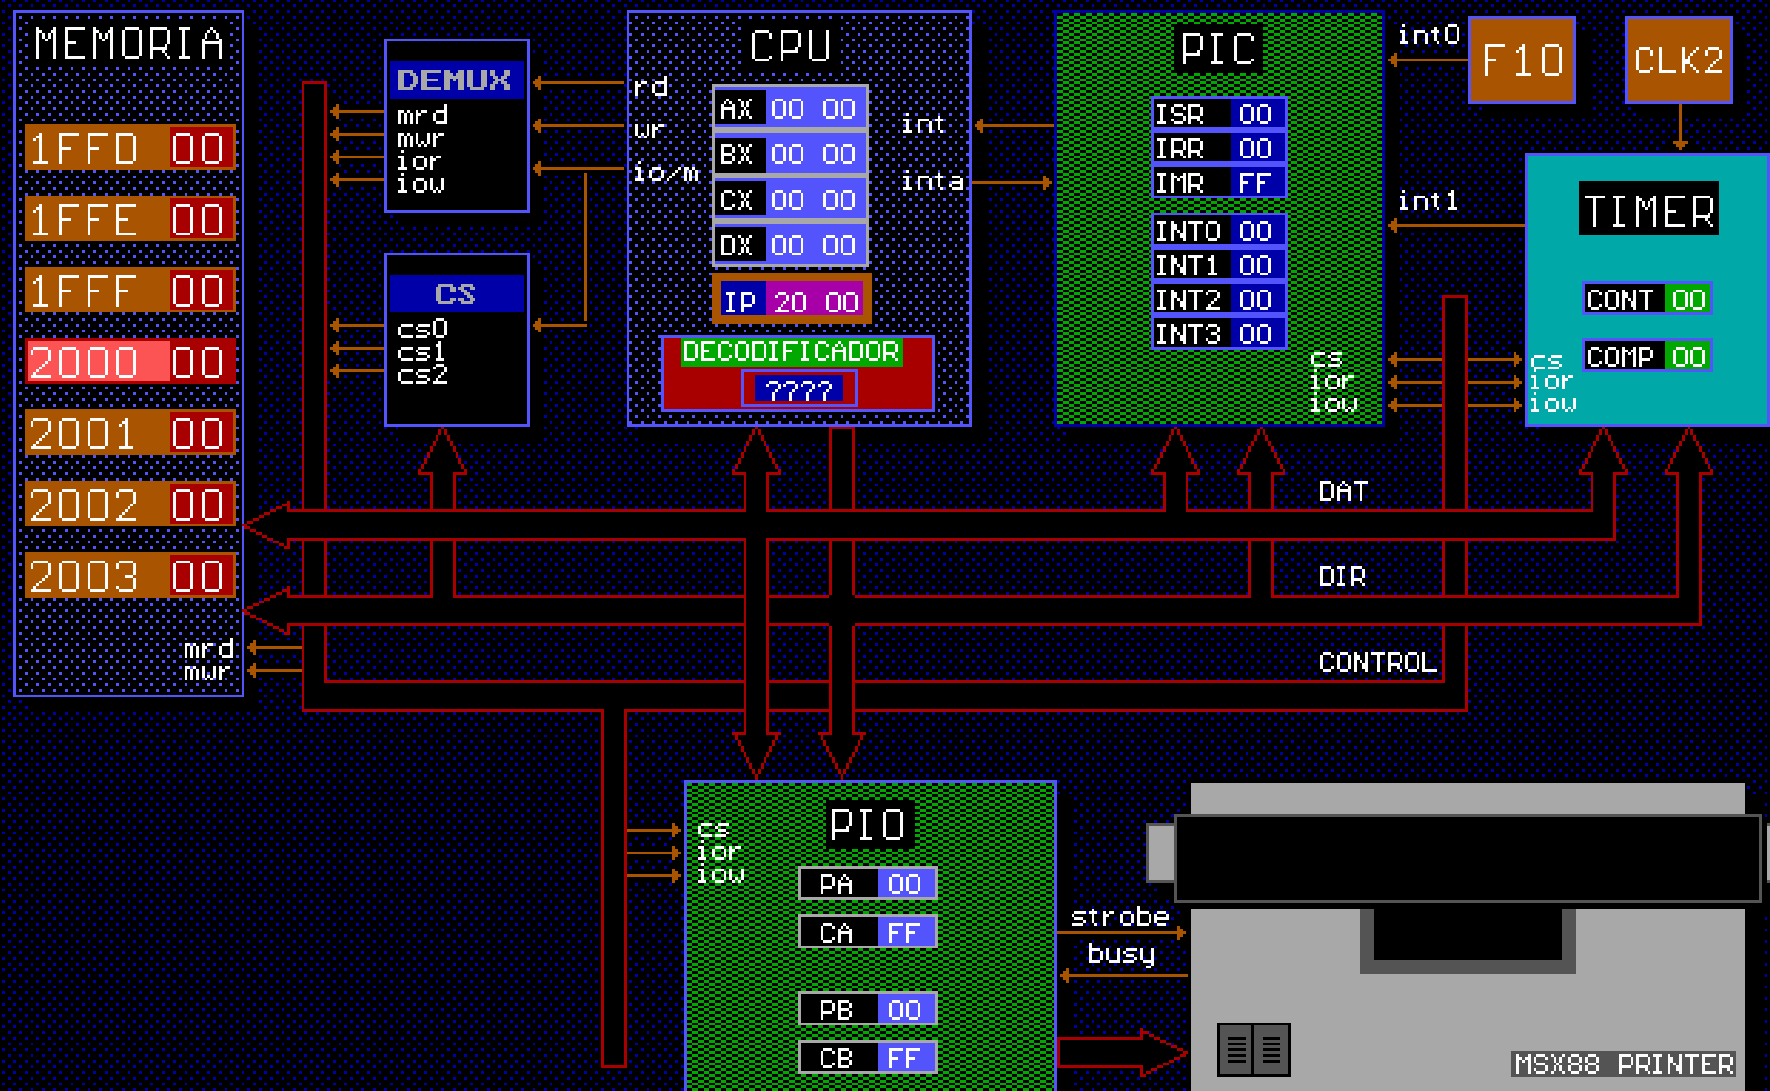 MEMORIA
1FFD 00
1FFE 00
1FFF 00
2000 00
2001 00
2002 00
2003 00
mrd
mwr
DEMUX
mrd
mwr
ior
iow
CS
cs0
cs1
cs2
CPU
rd
wr
io/m
AX 00 00
BX 00 00
CX 00 00
DX 00 00
IP 20 00
DECODIFICADOR
????
int
inta
PIC
ISR 00
IRR 00
IMR FF
INT0 00
INT1 00
INT2 00
INT3 00
cs
ior
iow
int0
F10
CLK2
int1
TIMER
CONT 00
COMP 00
cs
ior
iow
DAT
DIR
CONTROL
PIO
cs
ior
iow
PA 00
CA FF
PB 00
CB FF
strobe
busy
MSX88 PRINTER